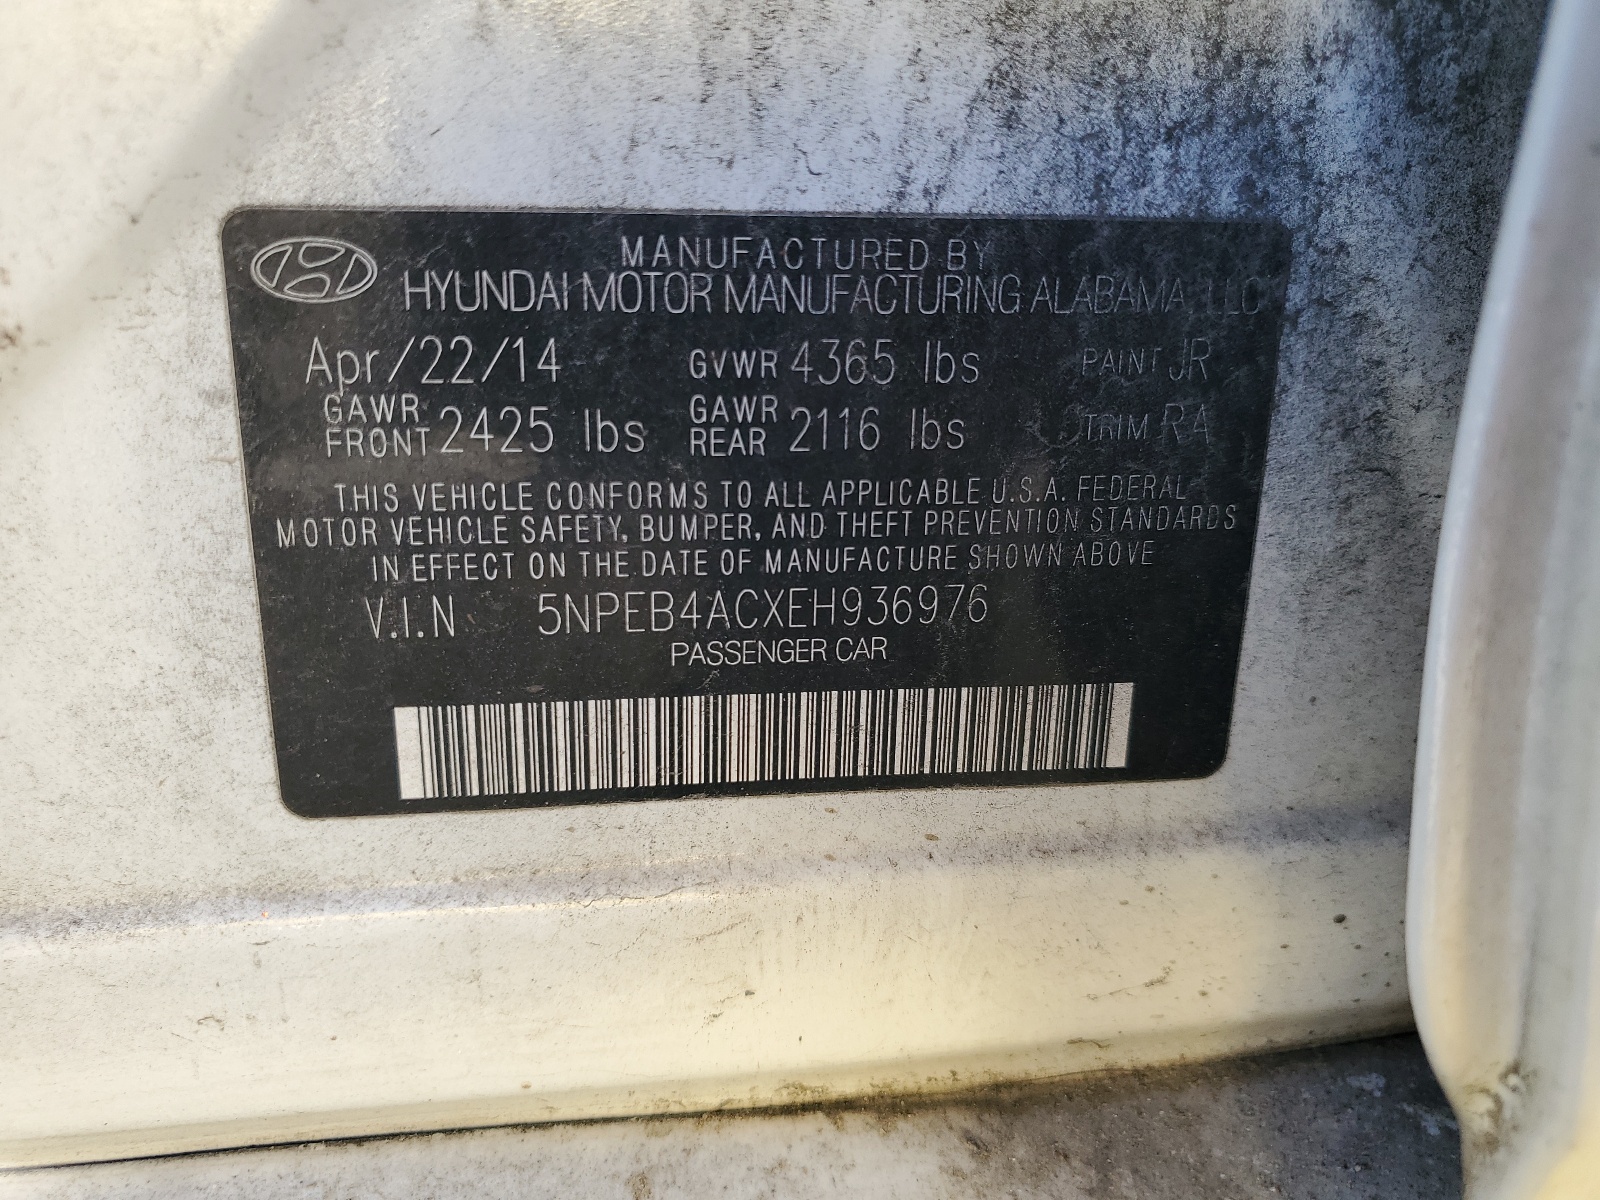 MANUFACTURED BY
HYUNDAI MOTOR MANUFACTURING ALABAMA, LLC
Apr/22/14 GVWR 4365 lbs PAINT JR
GAWR FRONT 2425 lbs GAWR REAR 2116 lbs TRIM RA
THIS VEHICLE CONFORMS TO ALL APPLICABLE U.S.A. FEDERAL
MOTOR VEHICLE SAFETY, BUMPER, AND THEFT PREVENTION STANDARDS
IN EFFECT ON THE DATE OF MANUFACTURE SHOWN ABOVE
V.I.N 5NPEB4ACXEH936976
PASSENGER CAR